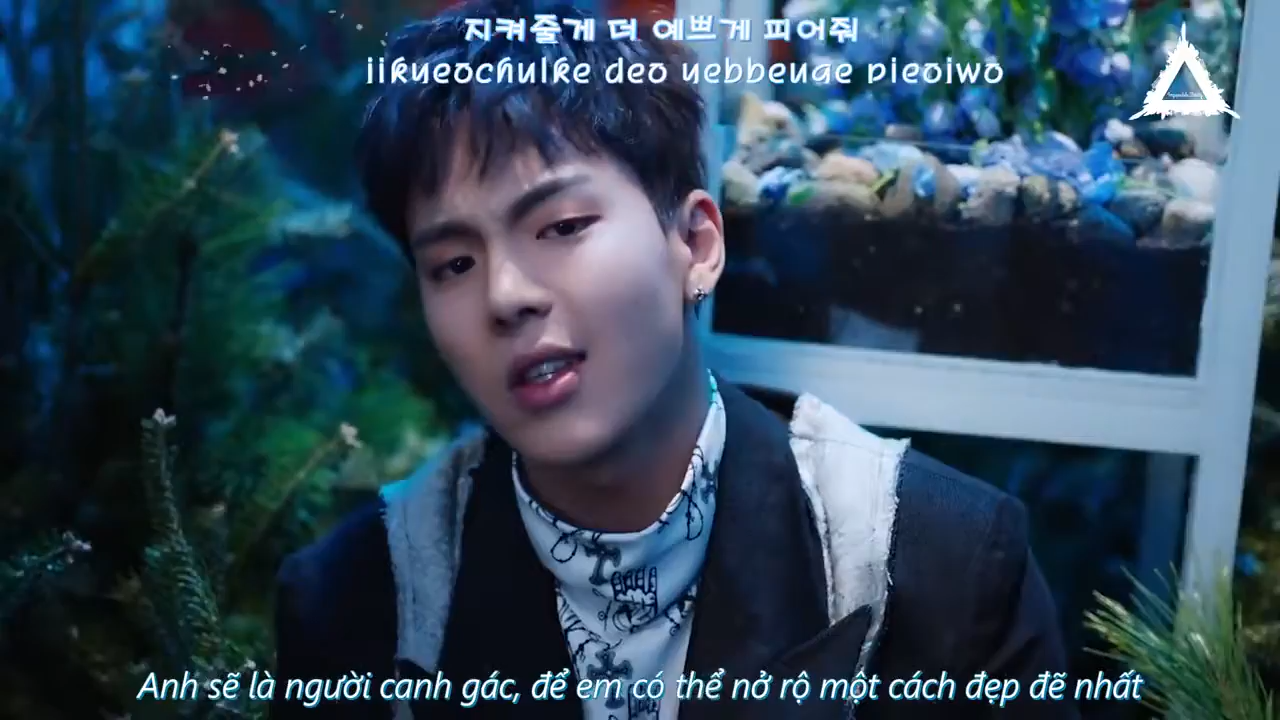 지켜줄게 더 예쁘게 피어줘
jikyeochulke deo yebbeuge pieojwo
Anh sẽ là người canh gác, để em có thể nở rộ một cách đẹp đẽ nhất